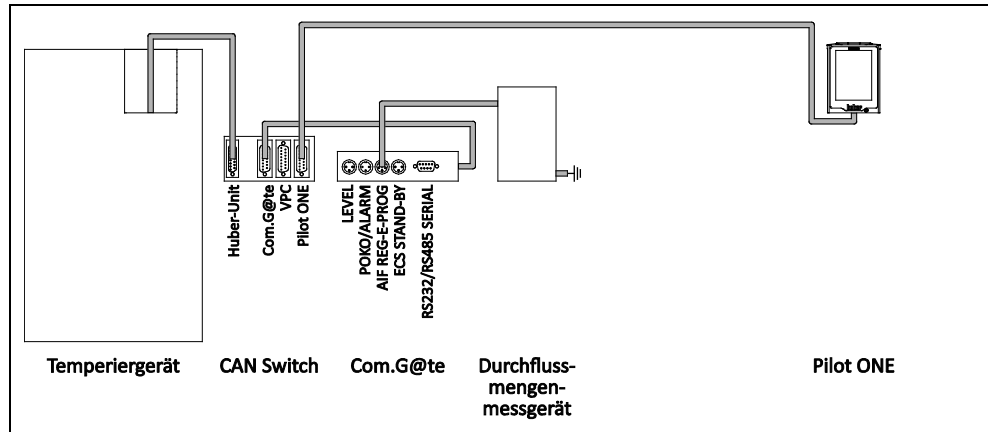 huber
Huber-Unit
Com.G@te
VPC
Pilot ONE
LEVEL
POKO/ALARM
AIF REG-E-PROG
ECS STAND-BY
RS232/RS485 SERIAL
Temperiergerät
CAN Switch
Com.G@te
Durchfluss-
mengen-
messgerät
Pilot ONE